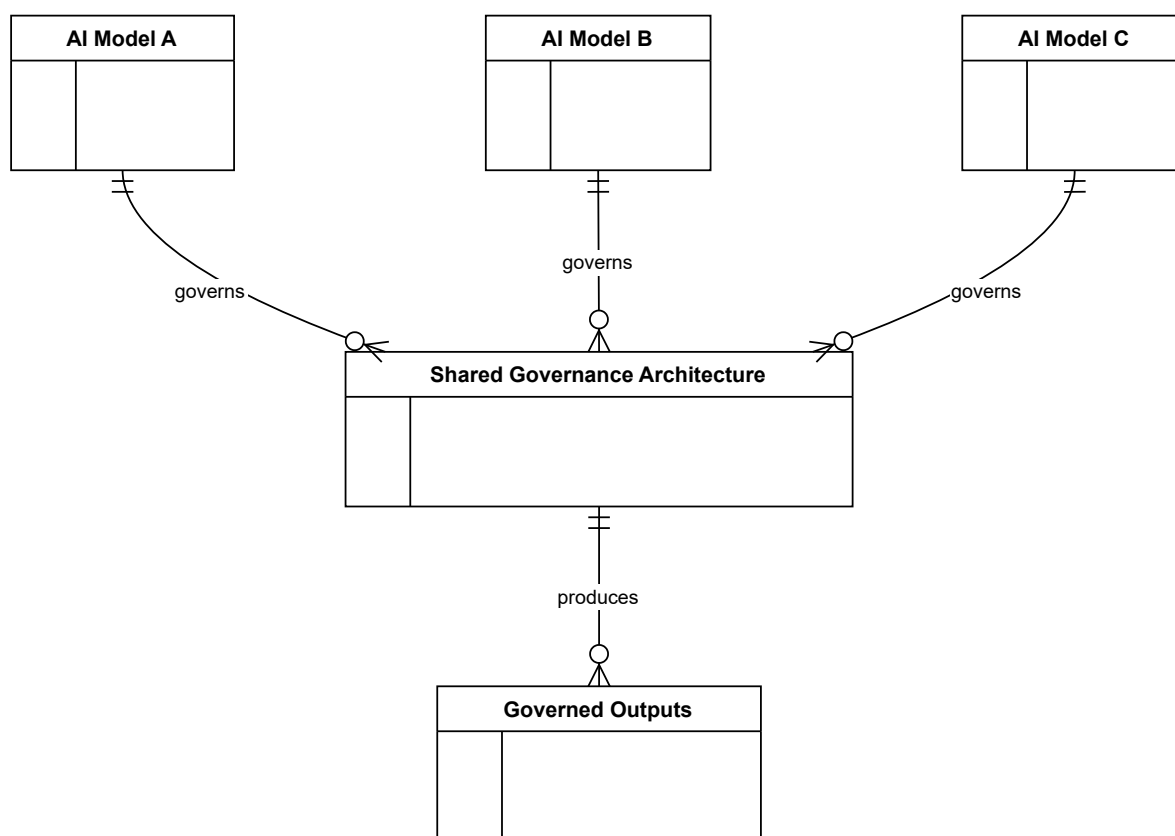 AI Model A
AI Model B
AI Model C
governs
governs
governs
Shared Governance Architecture
produces
Governed Outputs